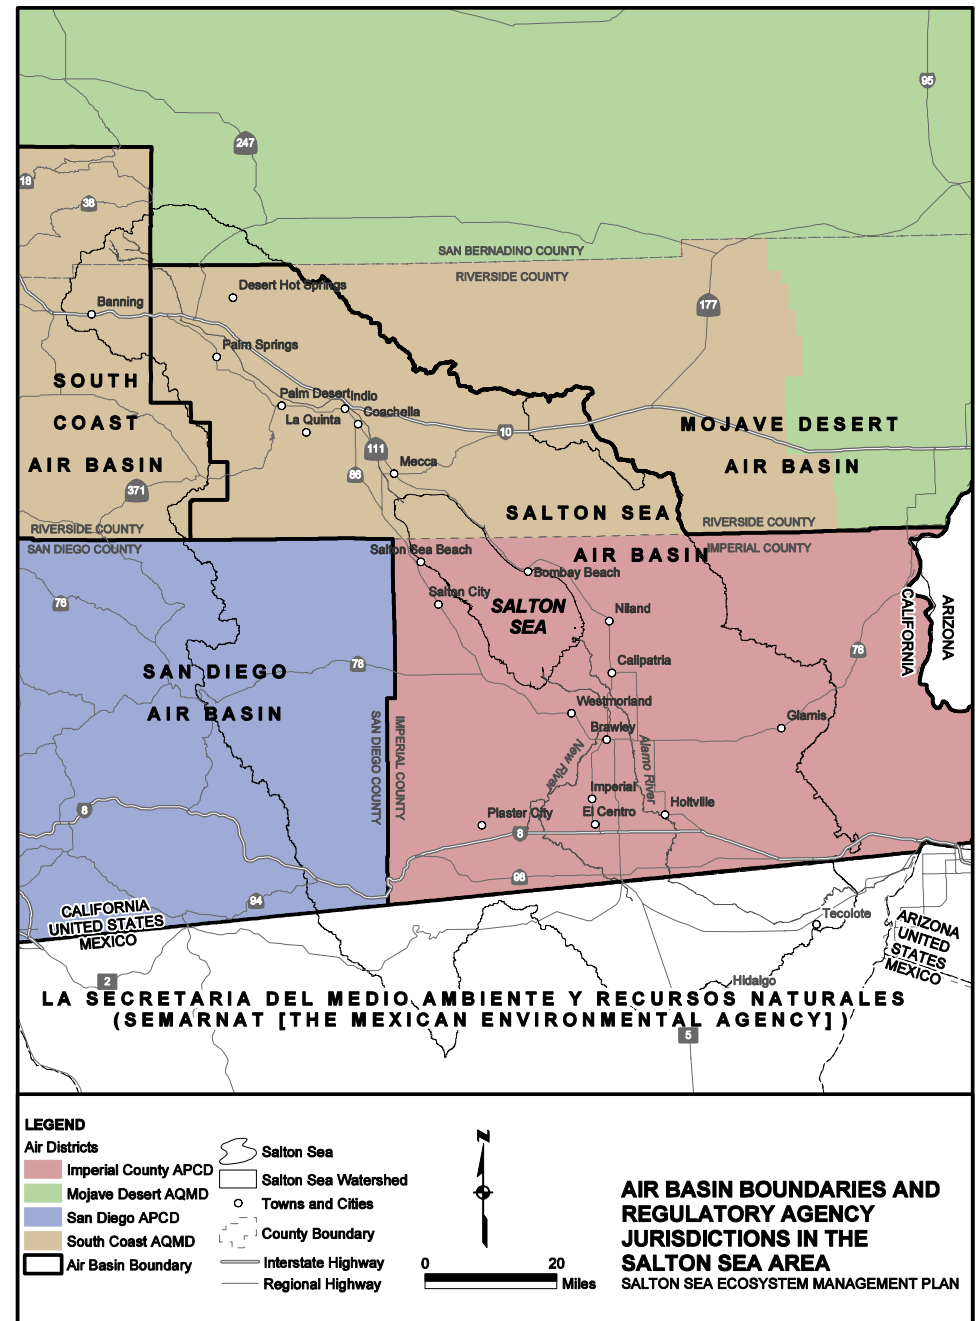 95
247
18
38
SAN BERNADINO COUNTY
RIVERSIDE COUNTY
Desert Hot Springs
Banning
177
Palm Springs
SOUTH
COAST
AIR BASIN
Palm Desert
Indio
Coachella
La Quinta
10
MOJAVE DESERT
AIR BASIN
111
Mecca
86
371
SALTON SEA
AIR BASIN
RIVERSIDE COUNTY
SAN DIEGO COUNTY
RIVERSIDE COUNTY
IMPERIAL COUNTY
Salton Sea Beach
Bombay Beach
Salton City
SALTON
SEA
Niland
76
CALIFORNIA
ARIZONA
78
78
Calipatria
SAN DIEGO
AIR BASIN
Westmorland
Glamis
Brawley
SAN DIEGO COUNTY
IMPERIAL COUNTY
New River
Alamo River
Imperial
Holtville
Plaster City
El Centro
8
8
98
94
CALIFORNIA
UNITED STATES
MEXICO
Tecolote
ARIZONA
UNITED
STATES
MEXICO
2
Hidalgo
LA SECRETARIA DEL MEDIO AMBIENTE Y RECURSOS NATURALES
(SEMARNAT [THE MEXICAN ENVIRONMENTAL AGENCY])
5
LEGEND
Air Districts
Imperial County APCD
Mojave Desert AQMD
San Diego APCD
South Coast AQMD
Air Basin Boundary
Salton Sea
Salton Sea Watershed
Towns and Cities
County Boundary
Interstate Highway
Regional Highway
N
0 20
Miles
AIR BASIN BOUNDARIES AND
REGULATORY AGENCY
JURISDICTIONS IN THE
SALTON SEA AREA
SALTON SEA ECOSYSTEM MANAGEMENT PLAN